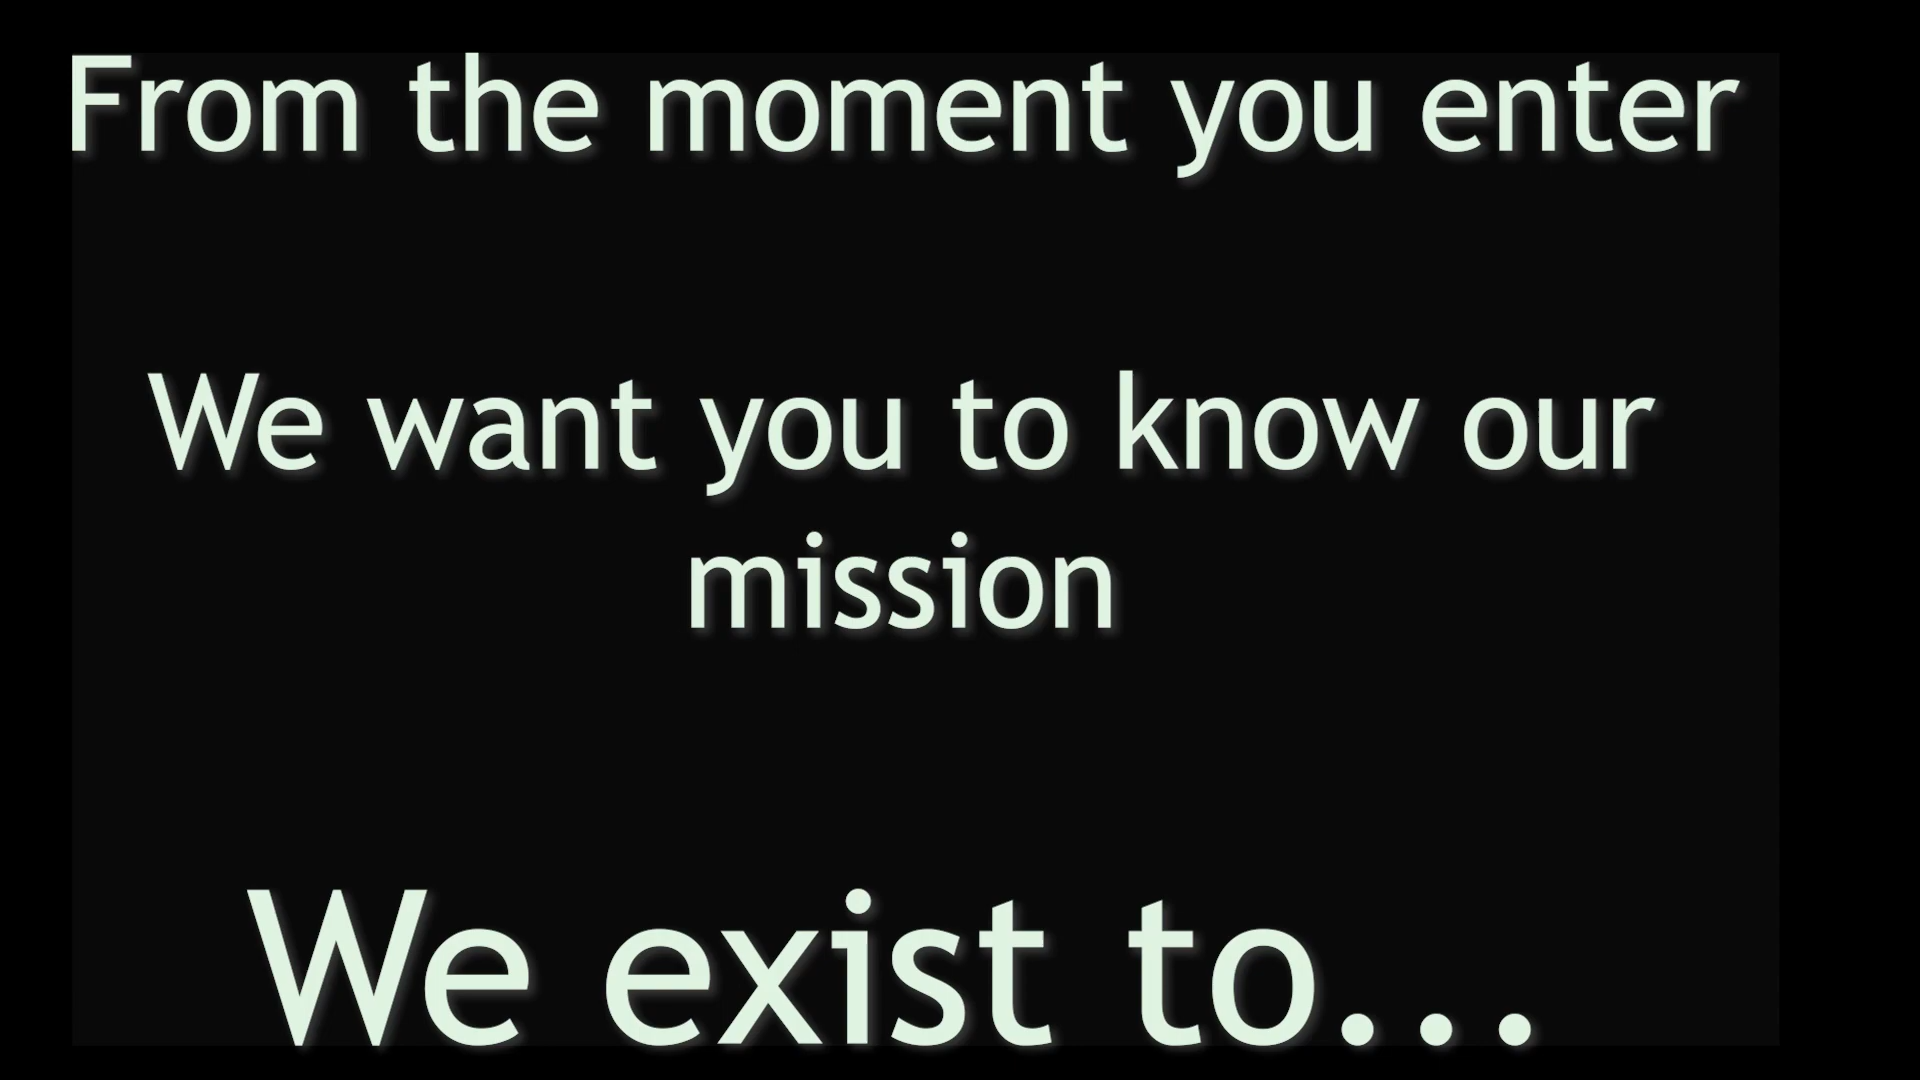 From the moment you enter
We want you to know our
mission
We exist to...